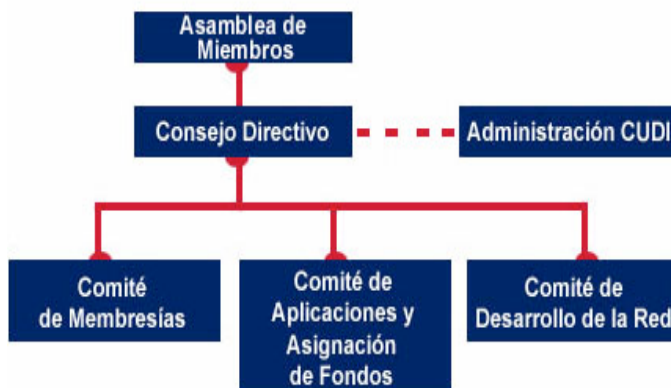 Asamblea de
Miembros
Consejo Directivo
Administración CUDI
Comité
de Membresías
Comité de
Aplicaciones y
Asignación
de Fondos
Comité de
Desarrollo de la Red